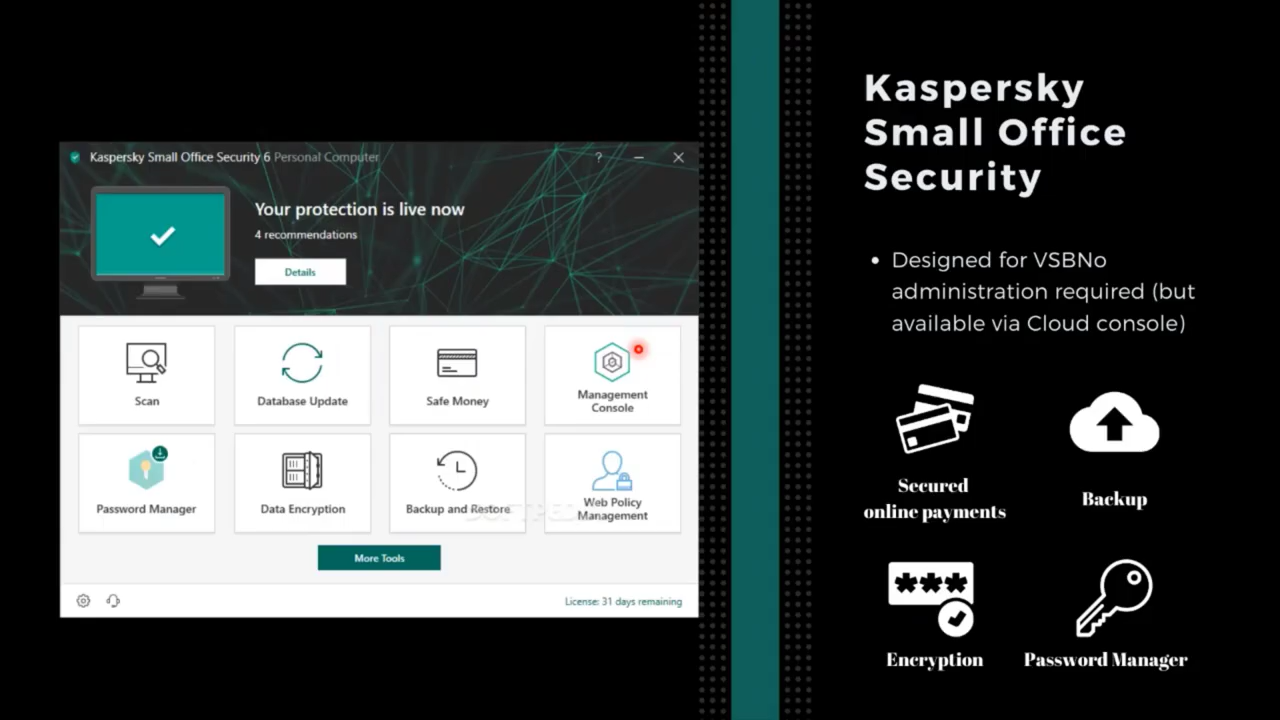 Kaspersky Small Office Security 6 Personal Computer
?
Your protection is live now
4 recommendations
Details
Scan
Database Update
Safe Money
Management
Console
Password Manager
Data Encryption
Backup and Restore
Web Policy
Management
More Tools
License: 31 days remaining
Kaspersky
Small Office
Security
• Designed for VSBNo
administration required (but
available via Cloud console)
Secured
online payments
Backup
***
Encryption
Password Manager